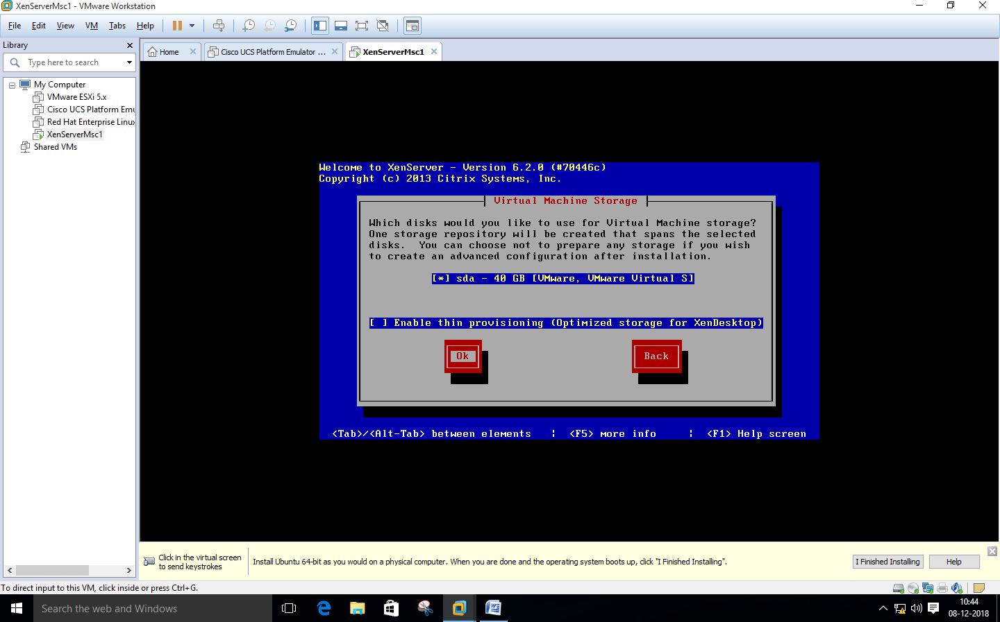 XenServerMsc1 - VMware Workstation
File Edit View VM Tabs Help
Library
Type here to search
My Computer
VMware ESXi 5.x
Cisco UCS Platform Emu
Red Hat Enterprise Linux
XenServerMsc1
Shared VMs
Home
Cisco UCS Platform Emulator ...
XenServerMsc1
Welcome to XenServer - Version 6.2.0 (#70446c)
Copyright (c) 2013 Citrix Systems, Inc.
Virtual Machine Storage
Which disks would you like to use for Virtual Machine storage?
One storage repository will be created that spans the selected
disks. You can choose not to prepare any storage if you wish
to create an advanced configuration after installation.
[*] sda - 40 GB [VMware, VMware Virtual S]
[ ] Enable thin provisioning (Optimized storage for XenDesktop)
Ok Back
<Tab>/<Alt-Tab> between elements ¦ <F5> more info ¦ <F1> Help screen
Click in the virtual screen
to send keystrokes
Install Ubuntu 64-bit as you would on a physical computer. When you are done and the operating system boots up, click "I Finished Installing".
I Finished Installing Help
To direct input to this VM, click inside or press Ctrl+G.
Search the web and Windows
10:44
08-12-2018